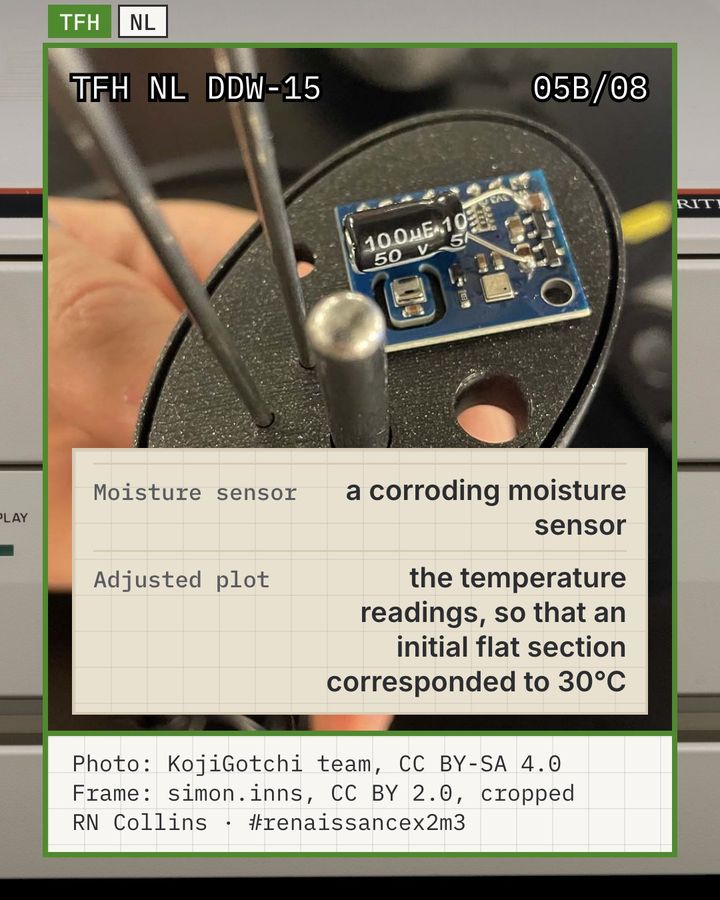 TFH NL
TFH NL DDW-15 05B/08
100µF 10
50 V 5
RITE
Moisture sensor a corroding moisture
sensor
PLAY
Adjusted plot the temperature
readings, so that an
initial flat section
corresponded to 30°C
Photo: KojiGotchi team, CC BY-SA 4.0
Frame: simon.inns, CC BY 2.0, cropped
RN Collins · #renaissancex2m3